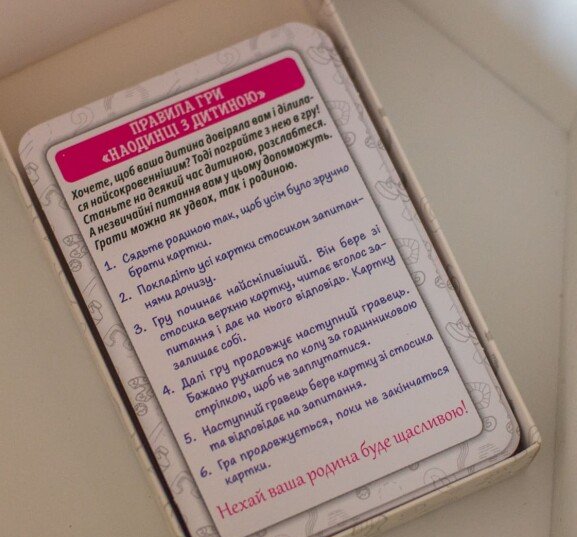 ПРАВИЛА ГРИ
«НАОДИНЦІ З ДИТИНОЮ»
Хочете, щоб ваша дитина довіряла вам і ділила-
ся найсокровеннішим? Тоді пограйте з нею в гру!
Станьте на деякий час дитиною, розслабтеся.
А незвичайні питання вам у цьому допоможуть.
Грати можна як удвох, так і родиною.
1. Сядьте родиною так, щоб усім було зручно
брати картки.
2. Покладіть усі картки стосиком запитан-
нями донизу.
3. Гру починає найсміливіший. Він бере зі
стосика верхню картку, читає вголос за-
питання і дає на нього відповідь. Картку
залишає собі.
4. Далі гру продовжує наступний гравець.
Бажано рухатися по колу за годинниковою
стрілкою, щоб не заплутатися.
5. Наступний гравець бере картку зі стосика
та відповідає на запитання.
6. Гра продовжується, поки не закінчаться
картки.
Нехай ваша родина буде щасливою!